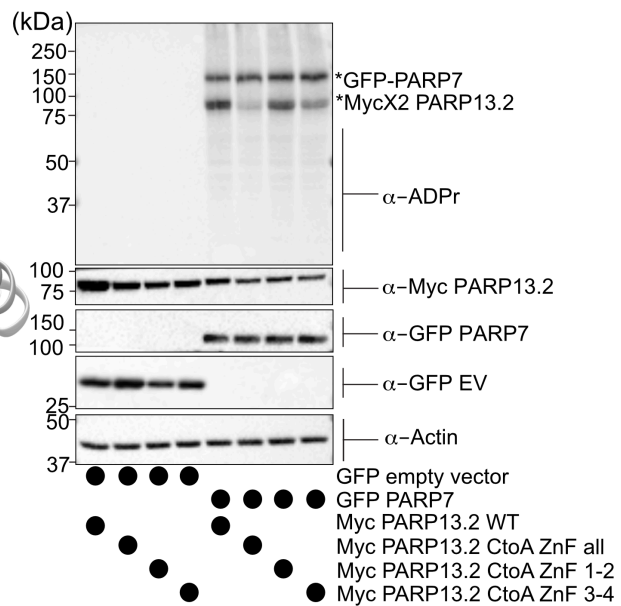 (kDa)
250
150
100
75
50
37
*GFP-PARP7
*MycX2 PARP13.2
α-ADPr
100
75
α-Myc PARP13.2
150
100
α-GFP PARP7
25
α-GFP EV
50
37
α-Actin
GFP empty vector
GFP PARP7
Myc PARP13.2 WT
Myc PARP13.2 CtoA ZnF all
Myc PARP13.2 CtoA ZnF 1-2
Myc PARP13.2 CtoA ZnF 3-4